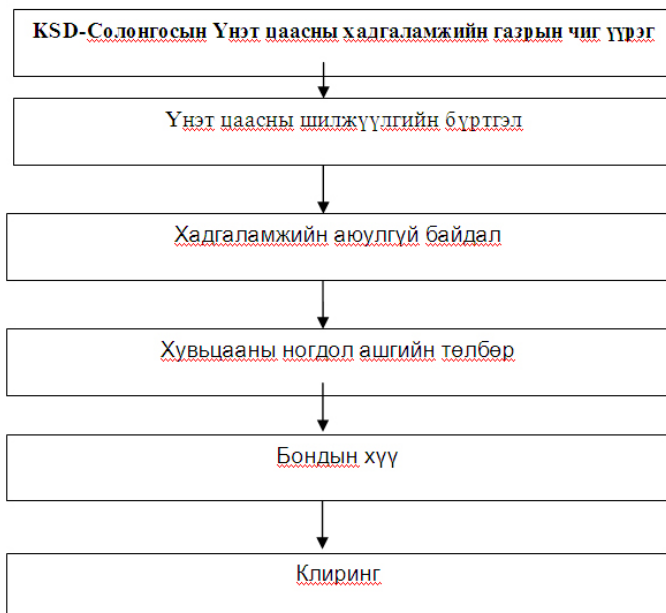 KSD-Солонгосын Үнэт цаасны хадгаламжийн газрын чиг үүрэг
Үнэт цаасны шилжүүлгийн бүртгэл
Хадгаламжийн аюулгүй байдал
Хувьцааны ногдол ашгийн төлбөр
Бондын хүү
Клиринг